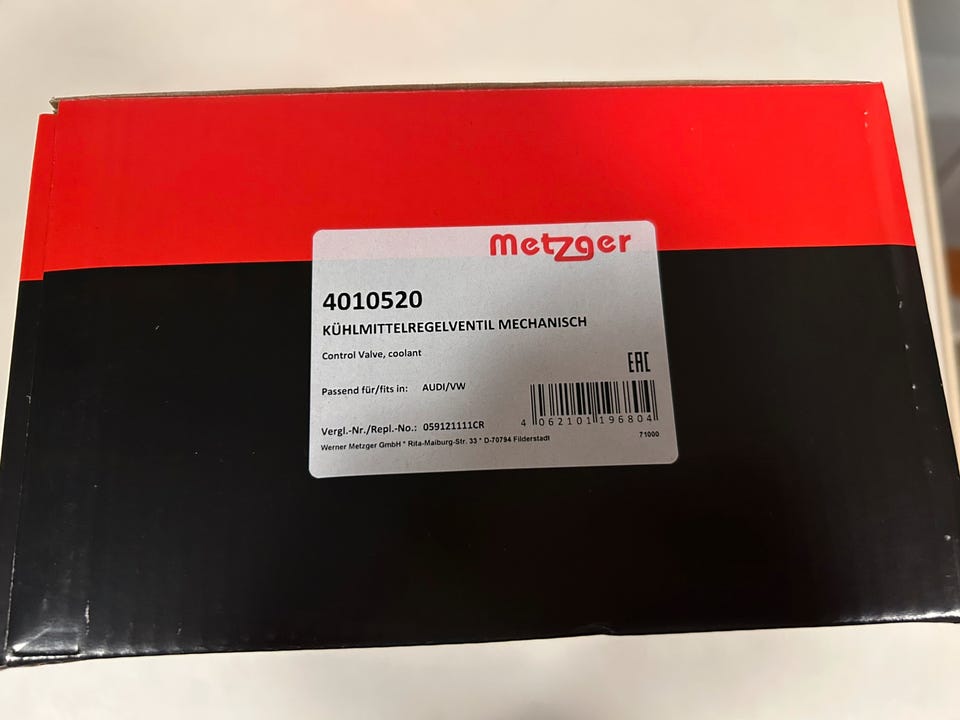 metzger
4010520
KÜHLMITTELREGELVENTIL MECHANISCH
Control Valve, coolant
EAC
Passend für/fits in: AUDI/VW
4 062101 196804
Vergl.-Nr./Repl.-No.: 059121111CR
71000
Werner Metzger GmbH * Rita-Maiburg-Str. 33 * D-70794 Filderstadt